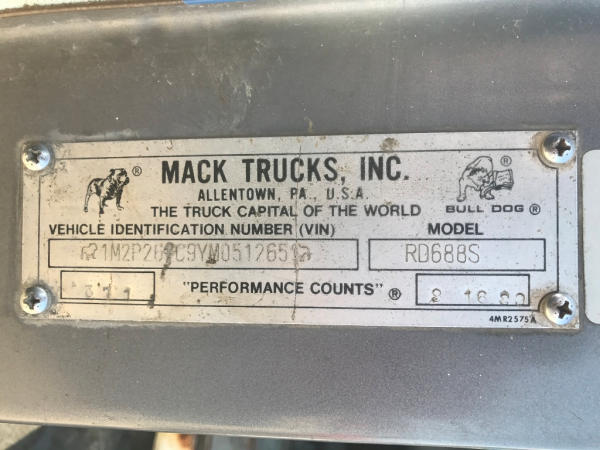 MACK TRUCKS, INC.
ALLENTOWN, PA., U.S.A.
THE TRUCK CAPITAL OF THE WORLD
BULL DOG ®
VEHICLE IDENTIFICATION NUMBER (VIN) MODEL
RD688S
"PERFORMANCE COUNTS" ®
4MR2575A